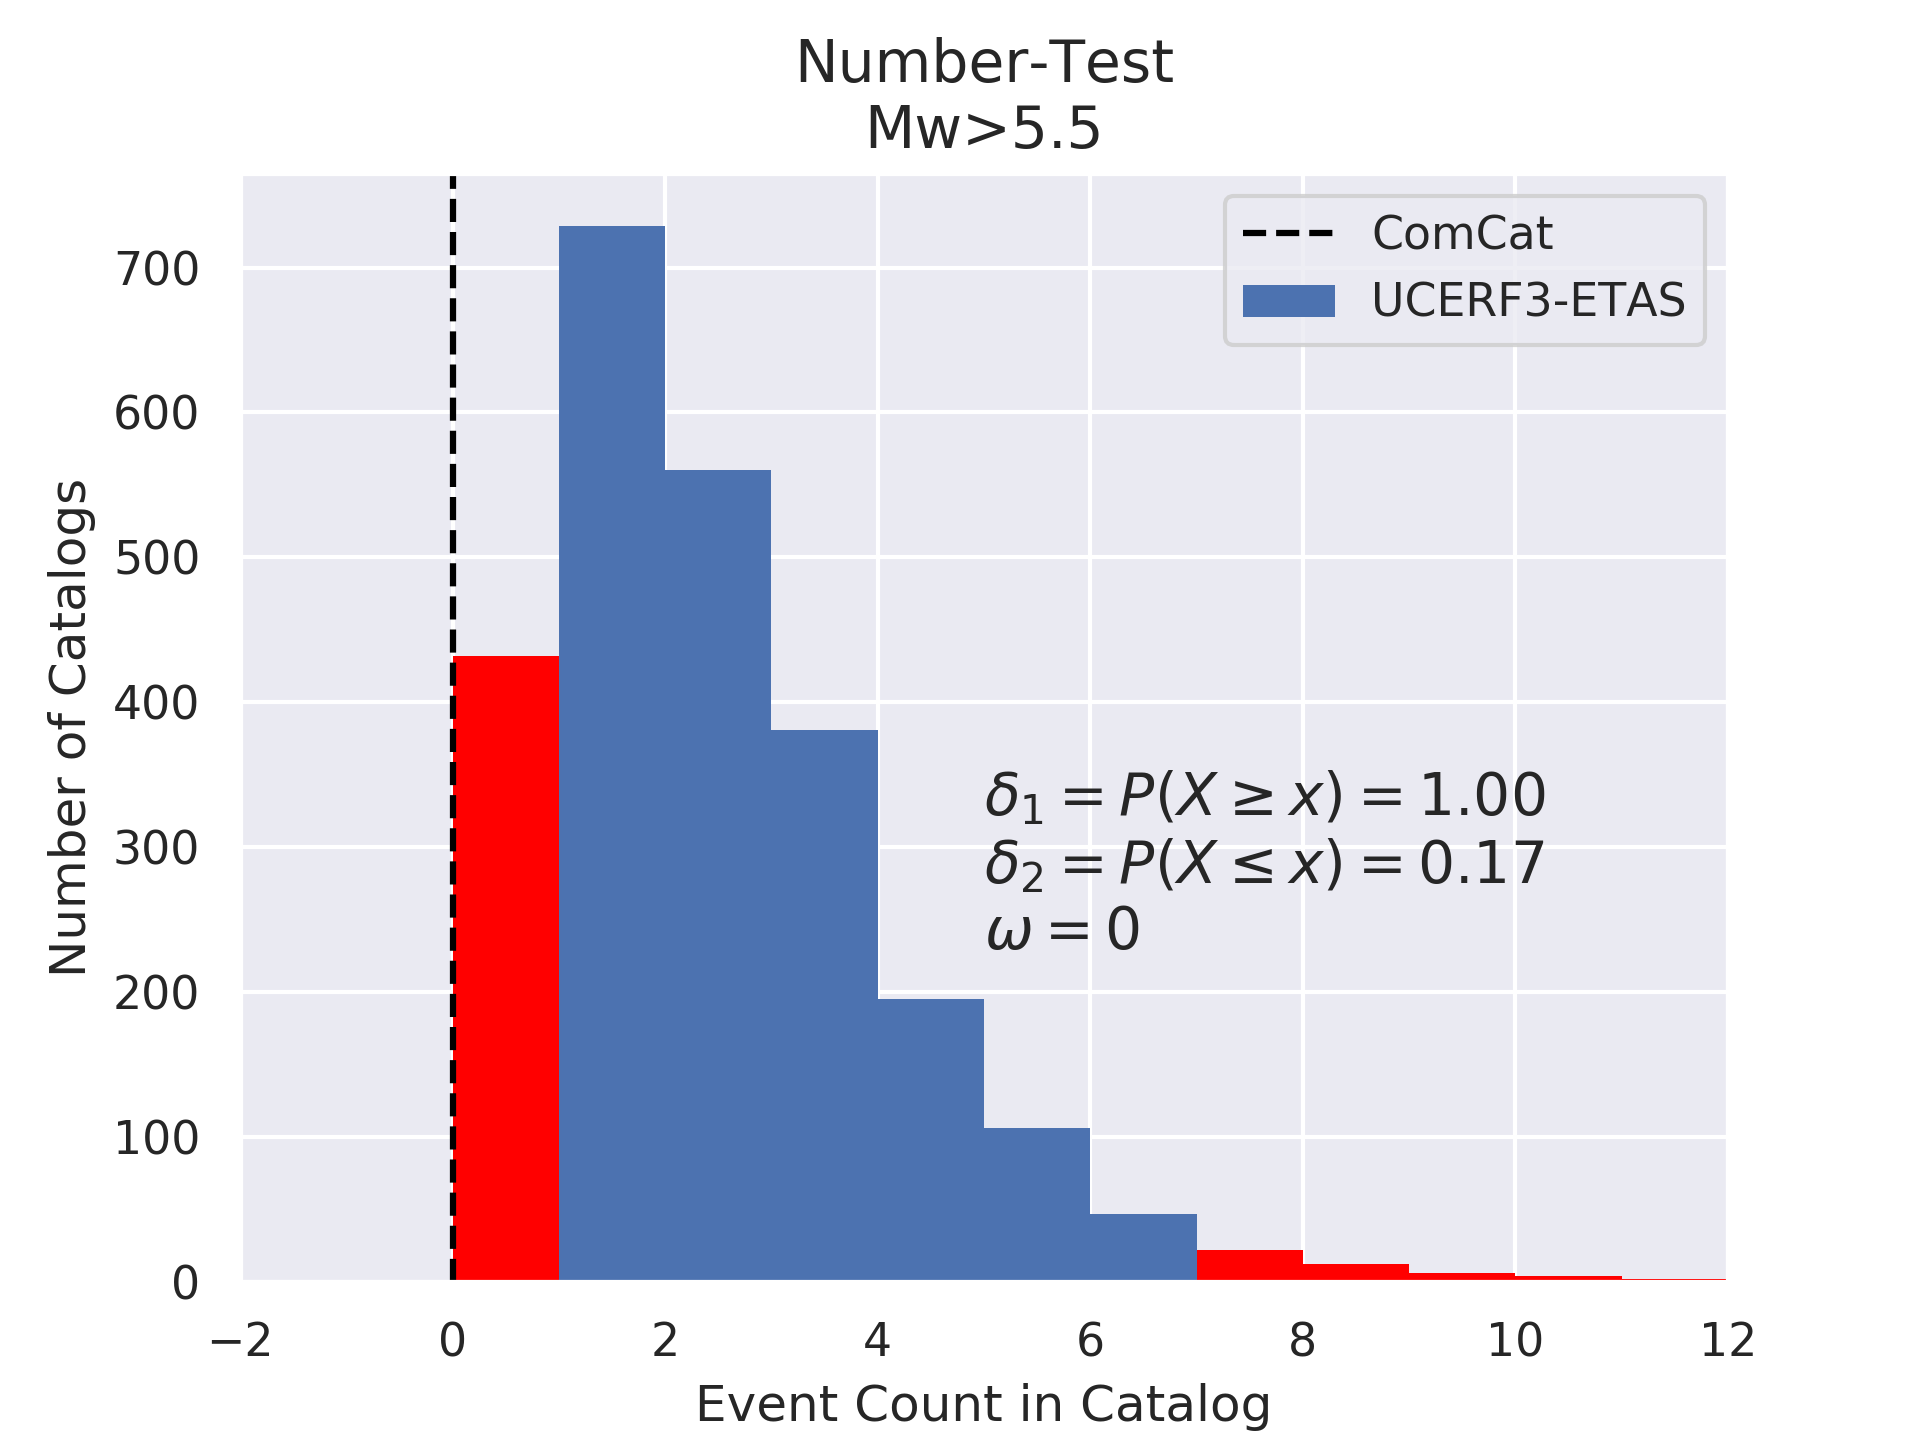 Number-Test
Mw>5.5
ComCat
UCERF3-ETAS
700
600
500
400
300
200
100
0
Number of Catalogs
δ₁ = P(X ≥ x) = 1.00
δ₂ = P(X ≤ x) = 0.17
ω = 0
−2 0 2 4 6 8 10 12
Event Count in Catalog